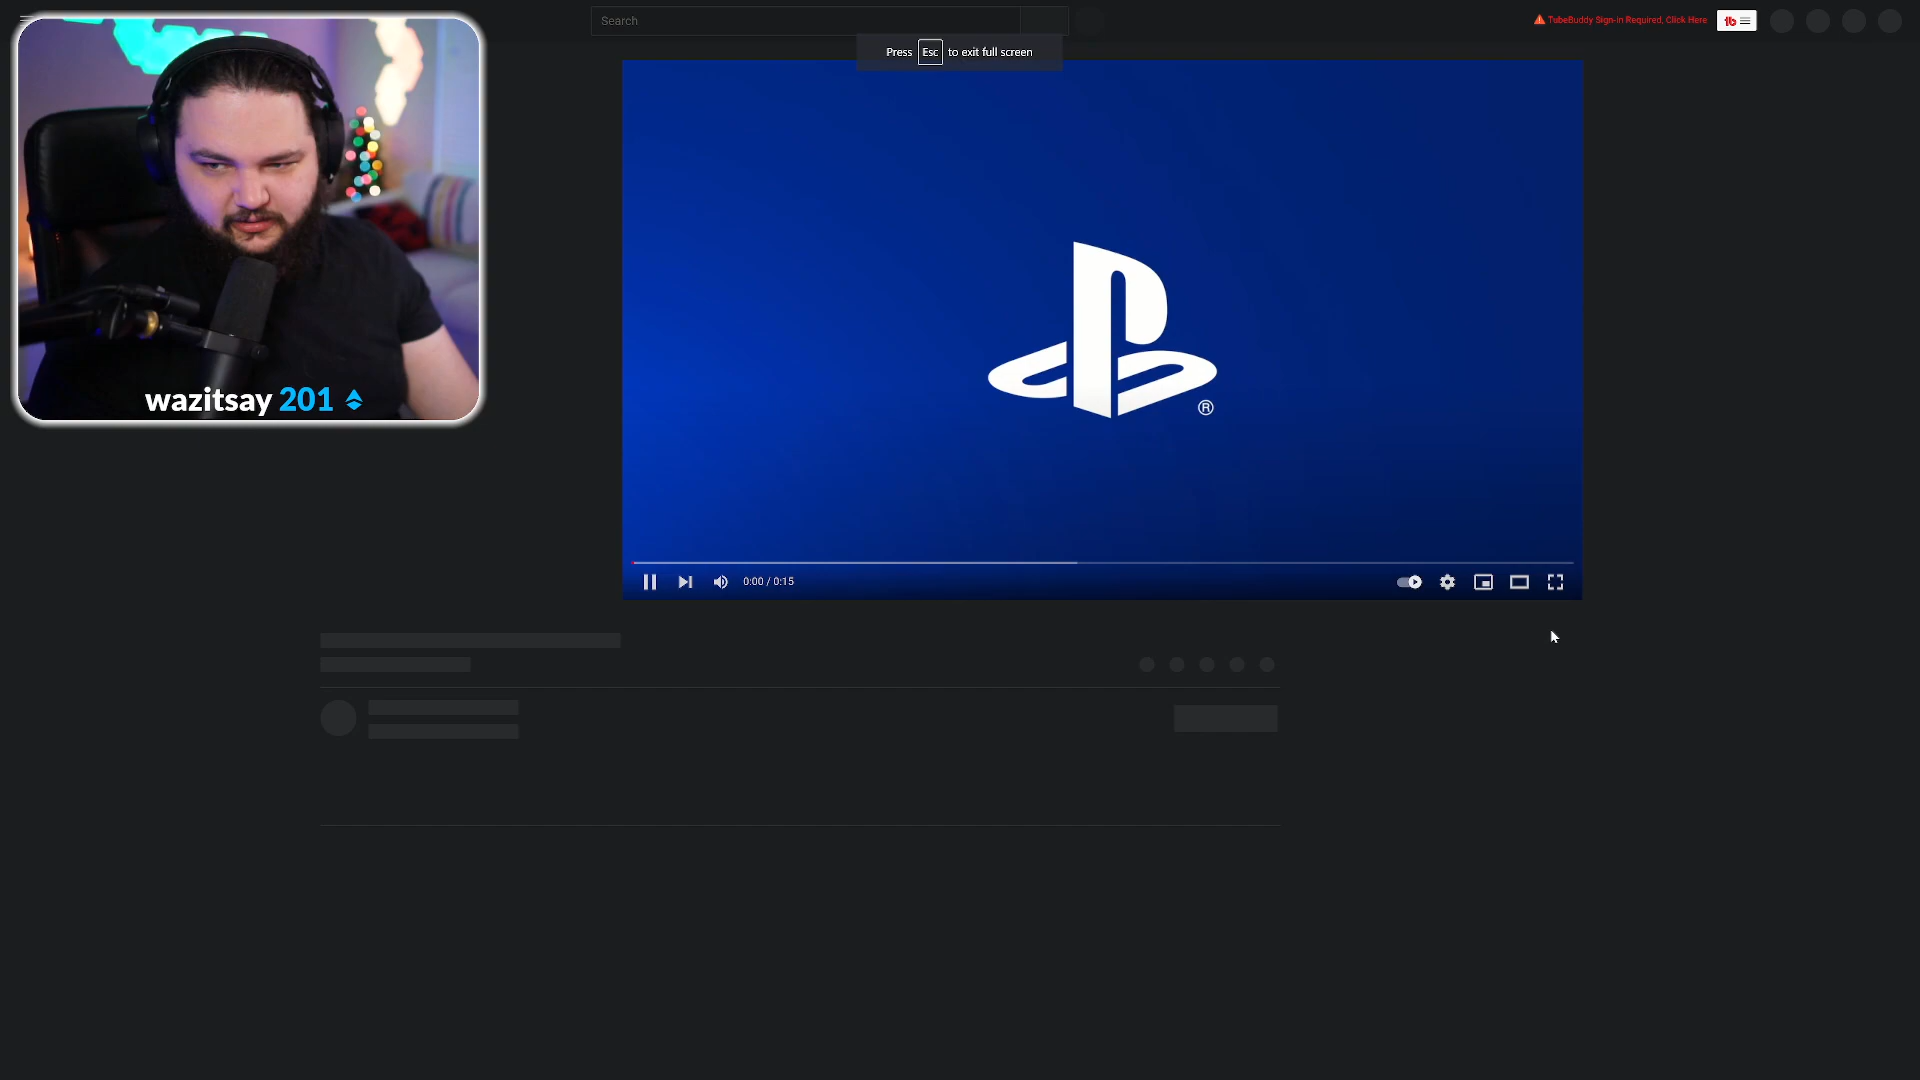 Search
TubeBuddy Sign-in Required, Click Here
tb
Press Esc to exit full screen
wazitsay 201
®
0:00 / 0:15